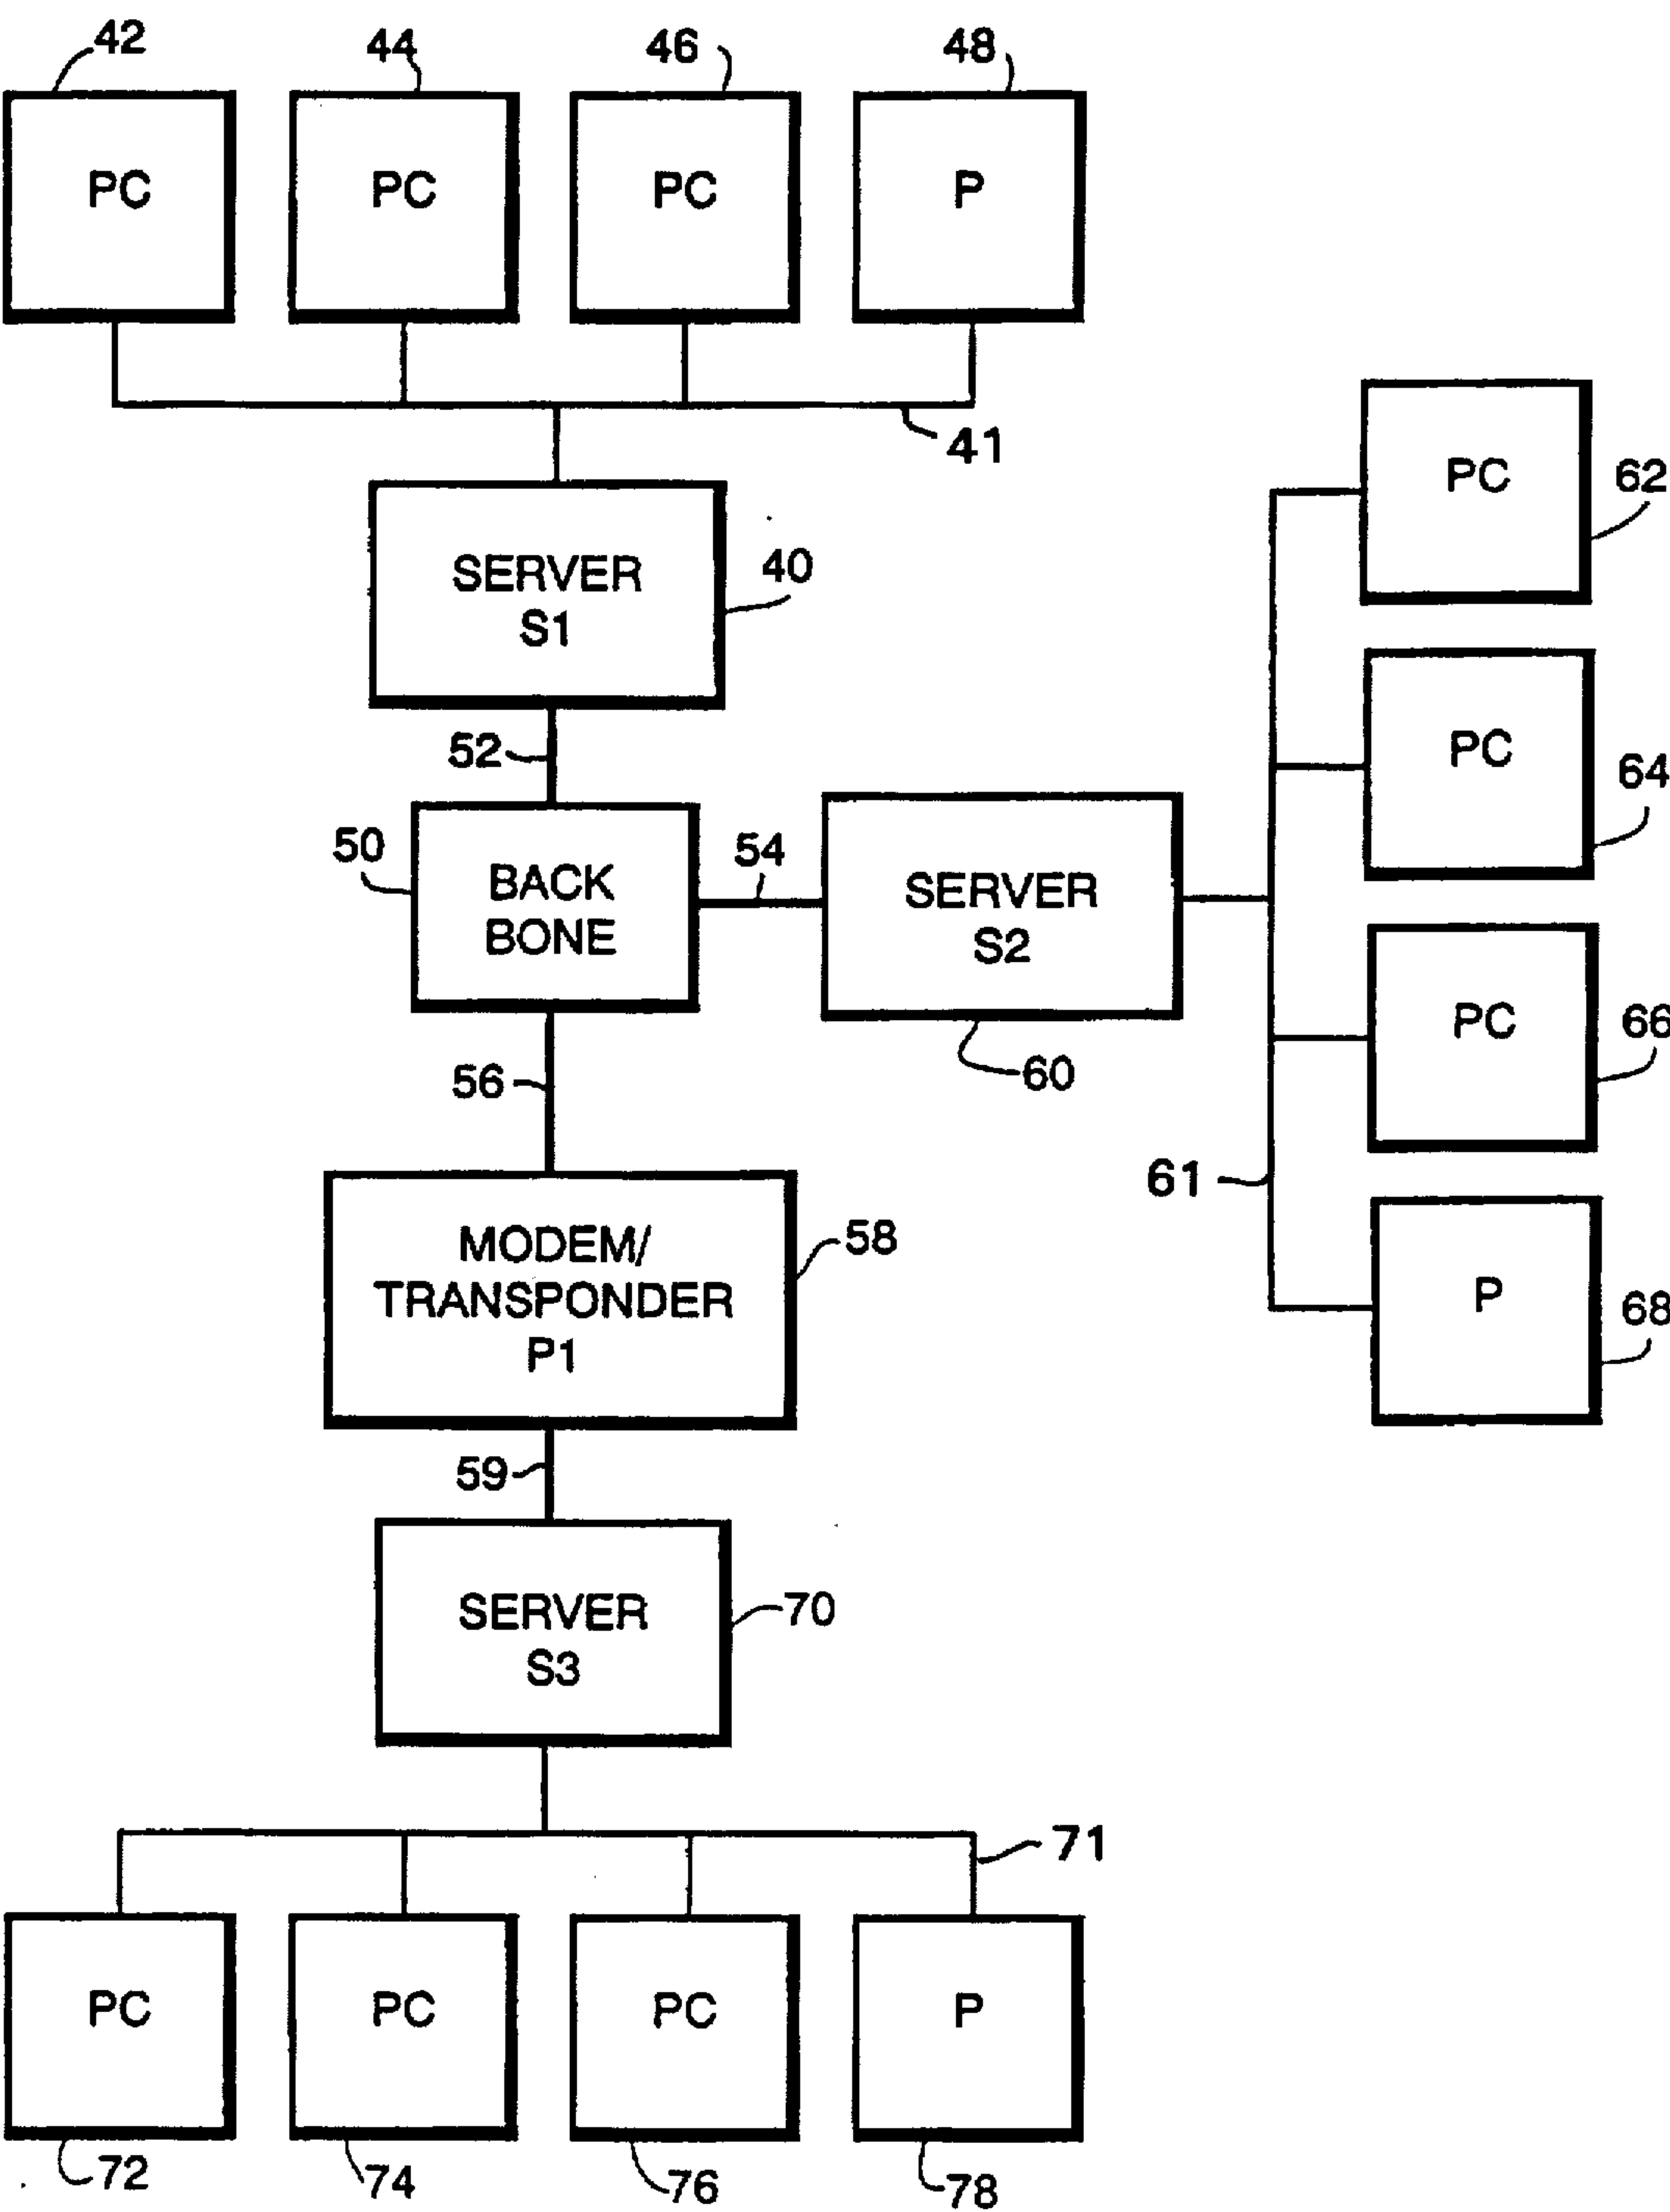 42
44
46
48
PC
PC
PC
P
41
SERVER
S1
40
PC
62
52
PC
64
50
BACK
BONE
54
SERVER
S2
60
PC
66
56
61
MODEM/
TRANSPONDER
P1
58
P
68
59
SERVER
S3
70
71
PC
PC
PC
P
72
74
76
78